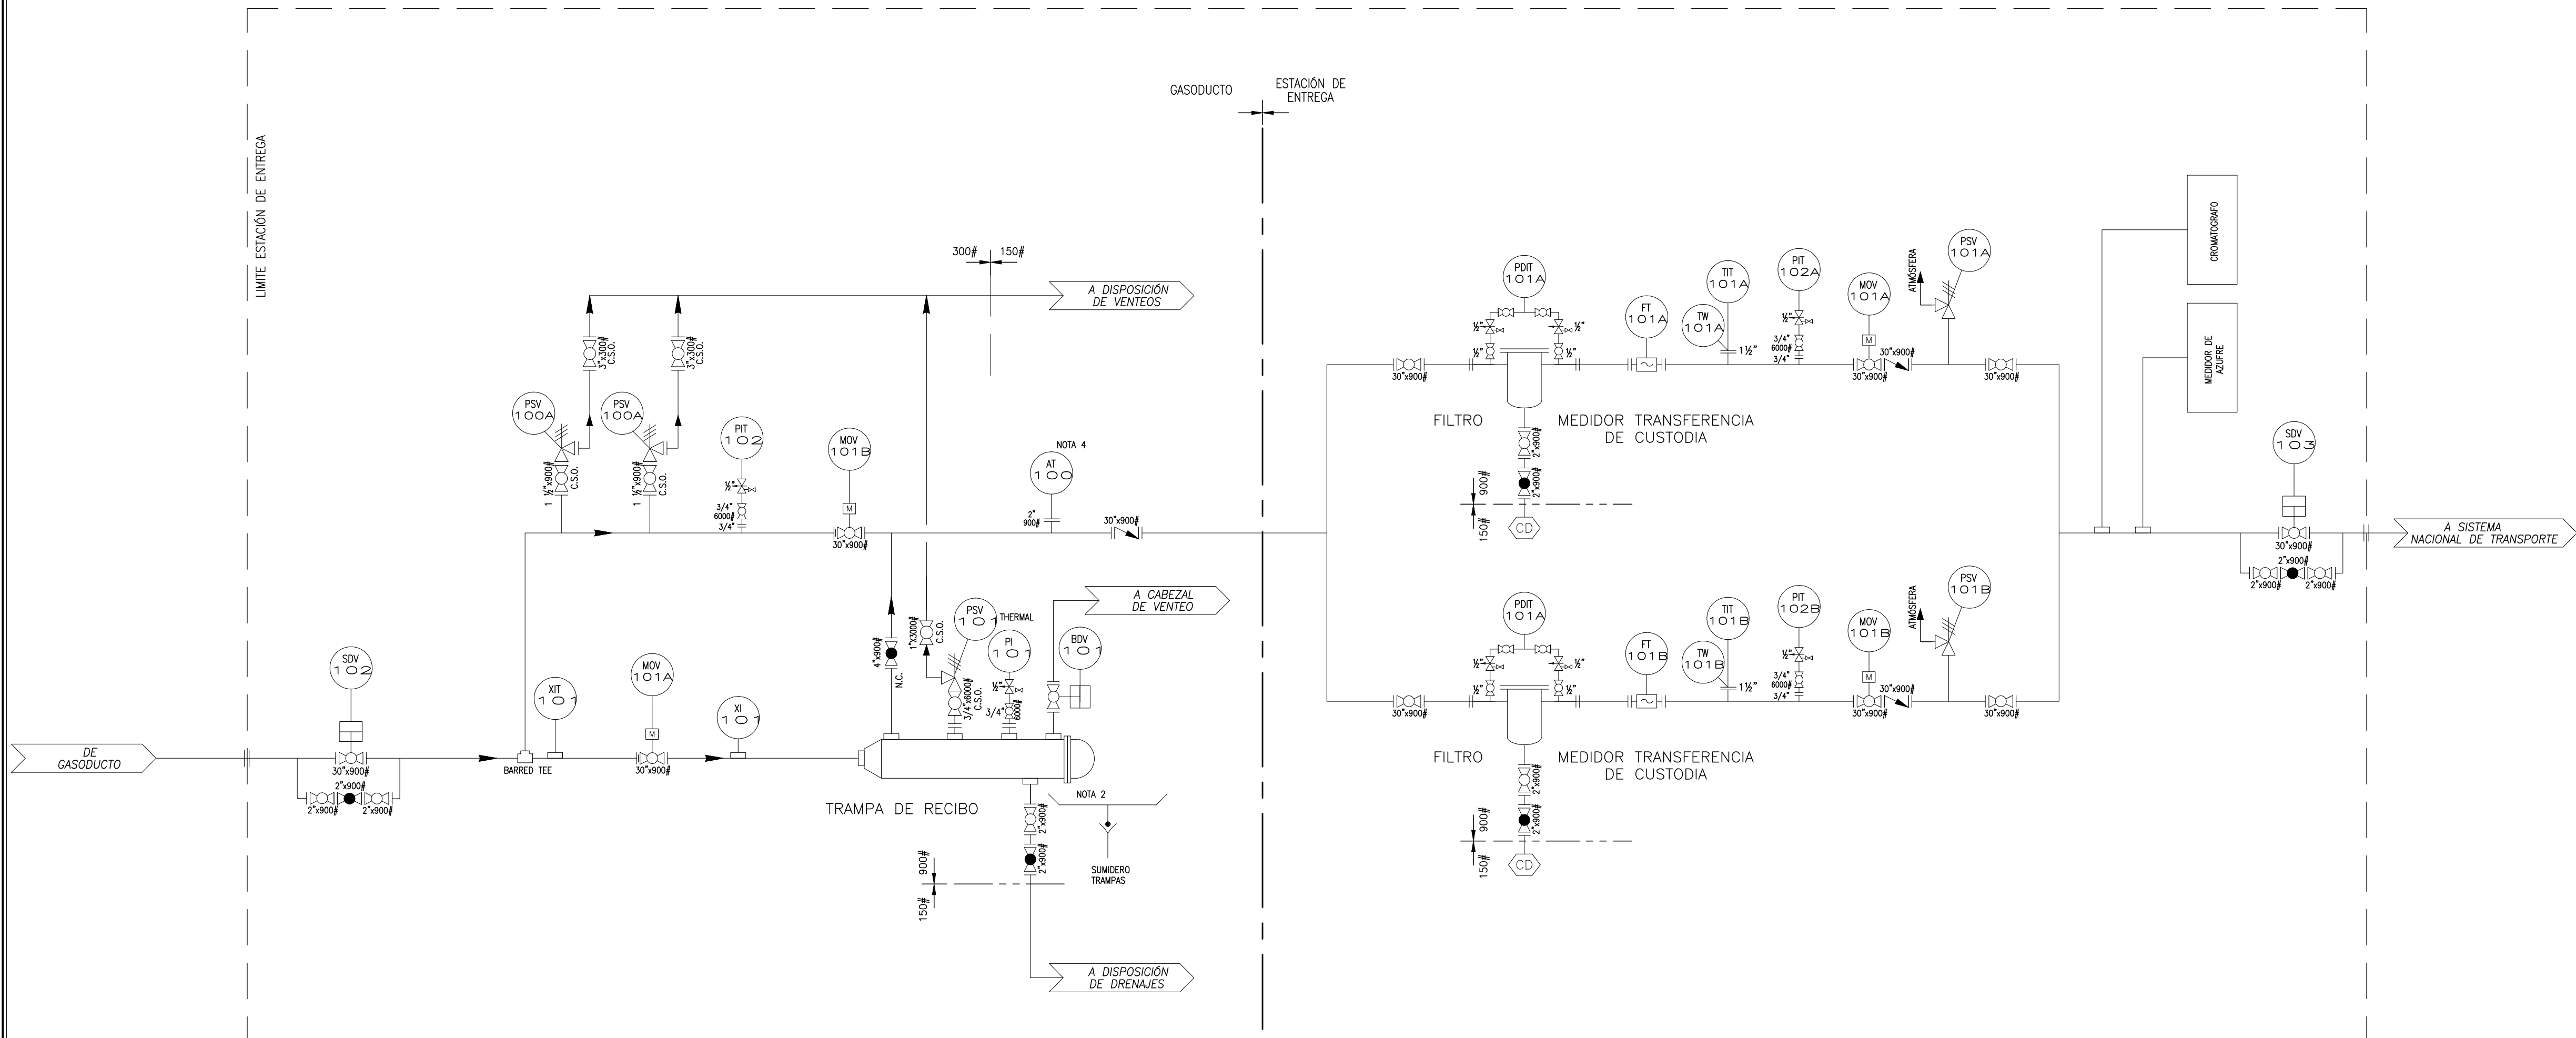 LIMITE ESTACIÓN DE ENTREGA
GASODUCTO
ESTACIÓN DE
ENTREGA
300#
150#
A DISPOSICIÓN
DE VENTEOS
3"x300#
C.S.O.
3"x300#
C.S.O.
PSV
100A
PSV
100A
1 ½"x900#
C.S.O.
1 ½"x900#
C.S.O.
PIT
102
½"
3/4"
6000#
3/4"
MOV
101B
M
30"x900#
NOTA 4
AT
100
2"
900#
30"x900#
A CABEZAL
DE VENTEO
4"x900#
N.C.
1"X3000#
C.S.O.
PSV
101
THERMAL
3/4"x6000#
C.S.O.
PI
101
½"
3/4"
6000#
BDV
101
DE
GASODUCTO
SDV
102
30"x900#
2"x900#
2"x900#
2"x900#
BARRED TEE
XIT
101
MOV
101A
M
30"x900#
XI
101
TRAMPA DE RECIBO
NOTA 2
SUMIDERO
TRAMPAS
2"x900#
2"x900#
900#
150#
A DISPOSICIÓN
DE DRENAJES
30"x900#
PDIT
101A
½"
½"
½"
½"
FILTRO
MEDIDOR TRANSFERENCIA
DE CUSTODIA
2"x900#
2"x900#
900#
150#
CD
FT
101A
TIT
101A
TW
101A
1½"
PIT
102A
½"
3/4"
6000#
3/4"
MOV
101A
M
30"x900#
30"x900#
ATMÓSFERA
PSV
101A
30"x900#
30"x900#
PDIT
101A
½"
½"
½"
½"
FILTRO
MEDIDOR TRANSFERENCIA
DE CUSTODIA
2"x900#
2"x900#
900#
150#
CD
FT
101B
TIT
101B
TW
101B
1½"
PIT
102B
½"
3/4"
6000#
3/4"
MOV
101B
M
30"x900#
30"x900#
ATMÓSFERA
PSV
101B
30"x900#
CROMATOGRAFO
MEDIDOR DE
AZUFRE
SDV
103
30"x900#
2"x900#
2"x900#
2"x900#
A SISTEMA
NACIONAL DE TRANSPORTE